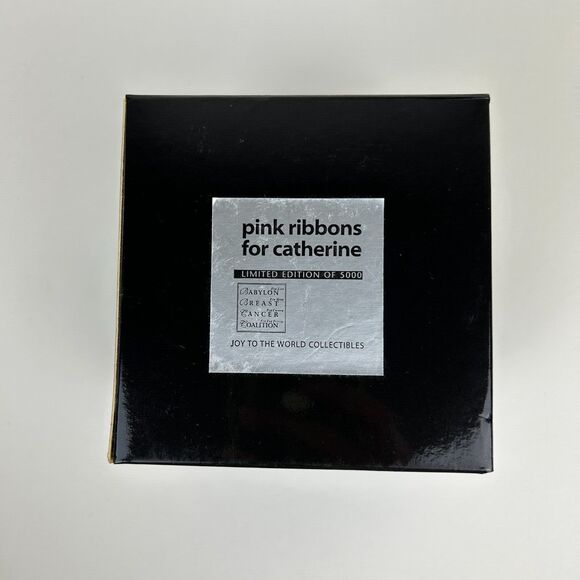 pink ribbons
for catherine
LIMITED EDITION OF 5000
BABYLON
BREAST
CANCER
COALITION
JOY TO THE WORLD COLLECTIBLES